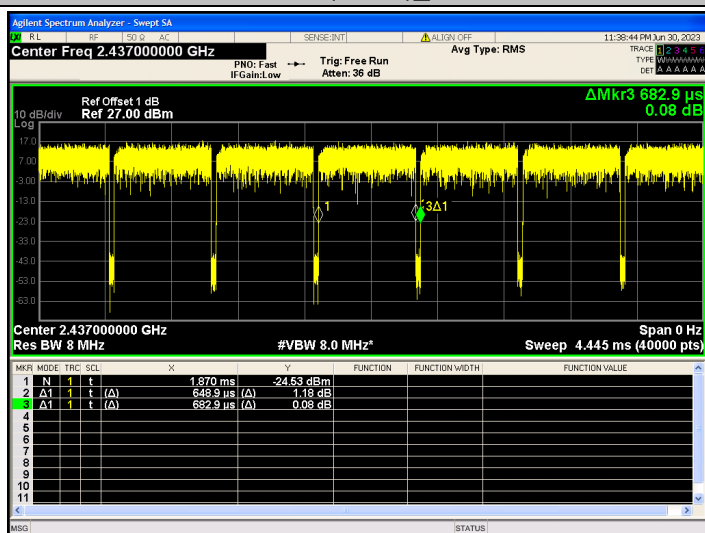 Agilent Spectrum Analyzer - Swept SA
RL RF 50 Ω AC SENSE:INT ALIGN OFF 11:38:44 PM Jun 30, 2023
Center Freq 2.437000000 GHz
Avg Type: RMS
TRACE 1 2 3 4 5 6
TYPE
DET A A A A A
PNO: Fast
IFGain:Low
Trig: Free Run
Atten: 36 dB
ΔMkr3 682.9 µs
0.08 dB
10 dB/div
Log
Ref Offset 1 dB
Ref 27.00 dBm
17.0
7.00
-3.00
-13.0
-23.0
-33.0
-43.0
-53.0
-63.0
1
3Δ1
Center 2.437000000 GHz Span 0 Hz
Res BW 8 MHz #VBW 8.0 MHz* Sweep 4.445 ms (40000 pts)
MKR MODE TRC SCL X Y FUNCTION FUNCTION WIDTH FUNCTION VALUE
1 N 1 t 1.870 ms -24.53 dBm
2 Δ1 1 t (Δ) 648.9 µs (Δ) 1.18 dB
3 Δ1 1 t (Δ) 682.9 µs (Δ) 0.08 dB
4
5
6
7
8
9
10
11
MSG STATUS